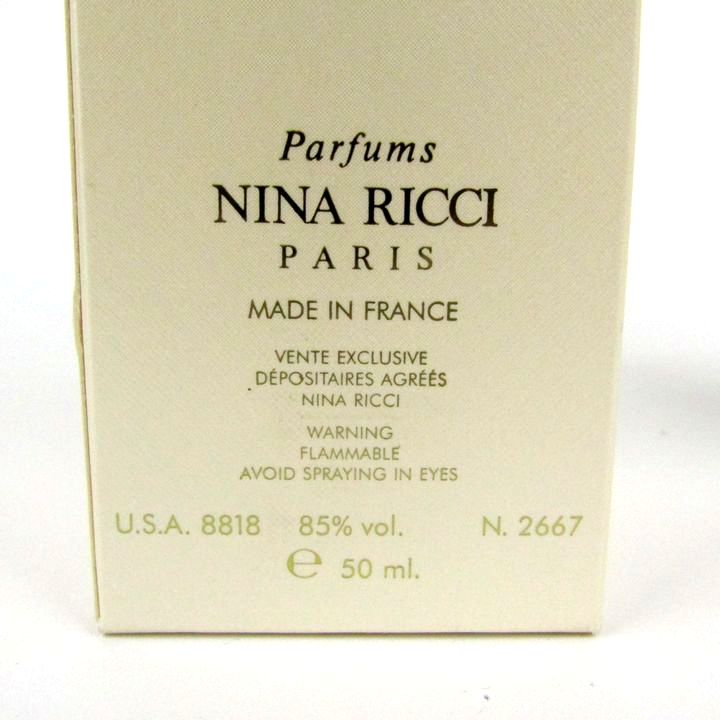 Parfums
NINA RICCI
PARIS
MADE IN FRANCE
VENTE EXCLUSIVE
DÉPOSITAIRES AGRÉÉS
NINA RICCI
WARNING
FLAMMABLE
AVOID SPRAYING IN EYES
U.S.A. 8818 85% vol. N. 2667
℮ 50 ml.